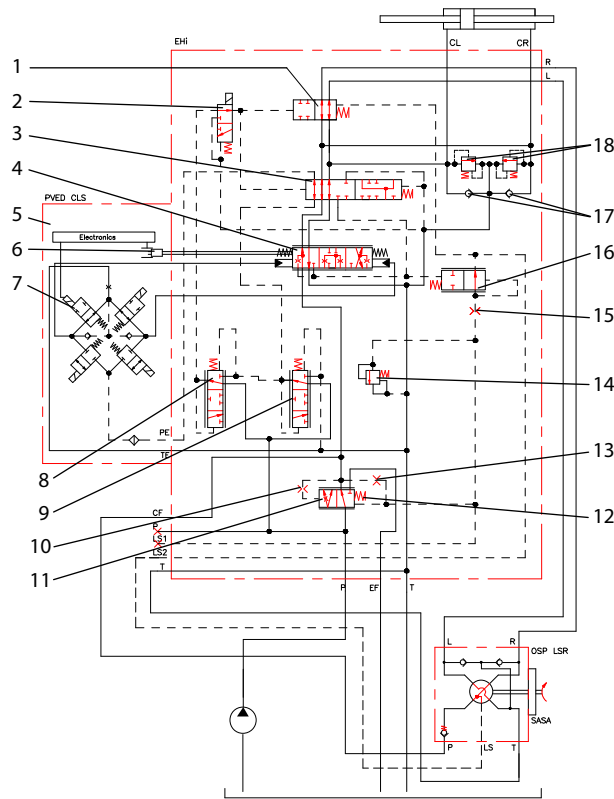 CL CR
EHi
R
L
1
2
3
4
5
6
7
8
9
10
11
12
13
14
15
16
17
18
PVED CLS
Electronics
PE
TE
CF
P
LS1
LS2
T
P EF T
L R OSP LSR
SASA
P LS T